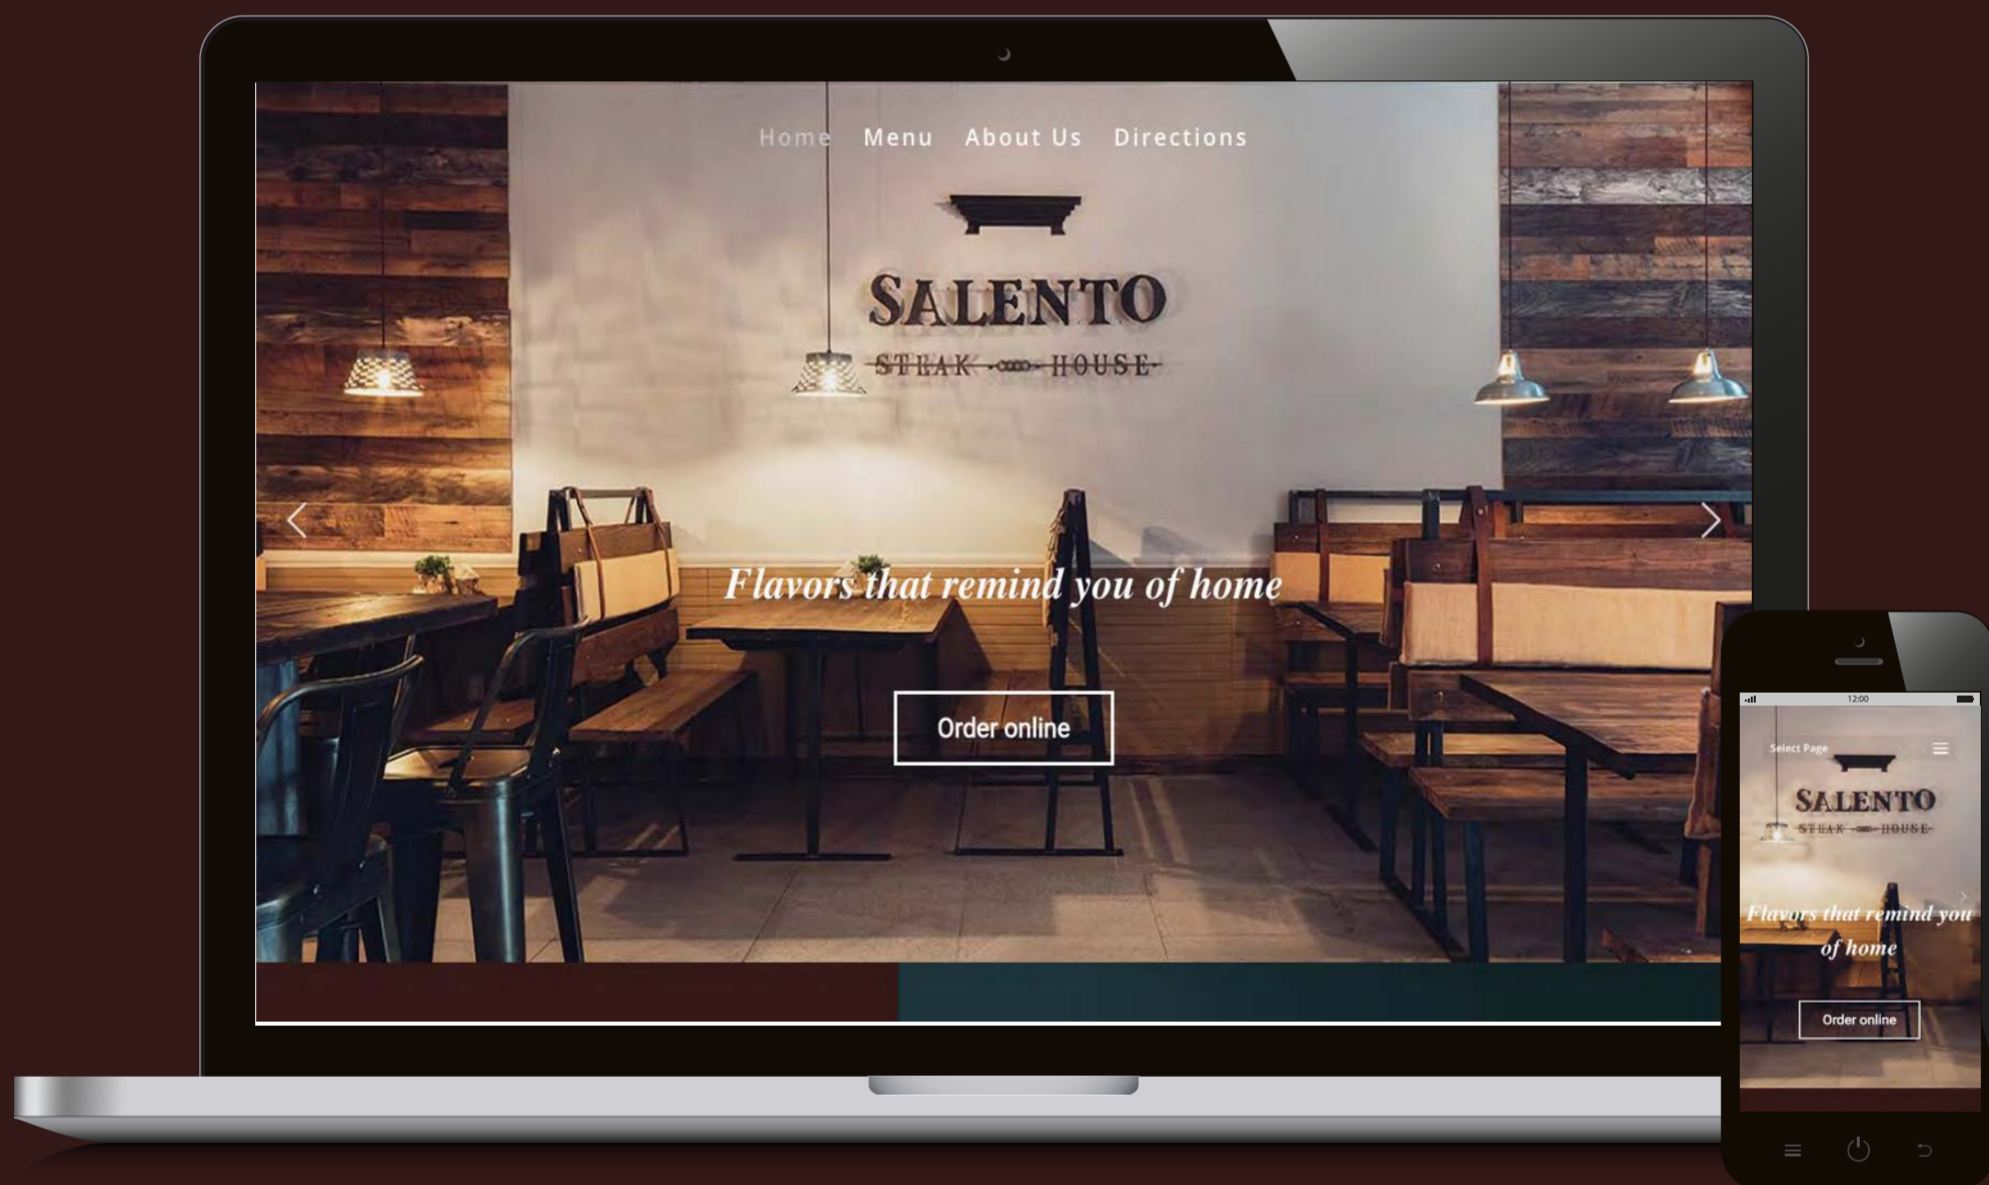 Home Menu About Us Directions
SALENTO
STEAK HOUSE
Flavors that remind you of home
Order online
12:00
Select Page
SALENTO
STEAK HOUSE
Flavors that remind you
of home
Order online